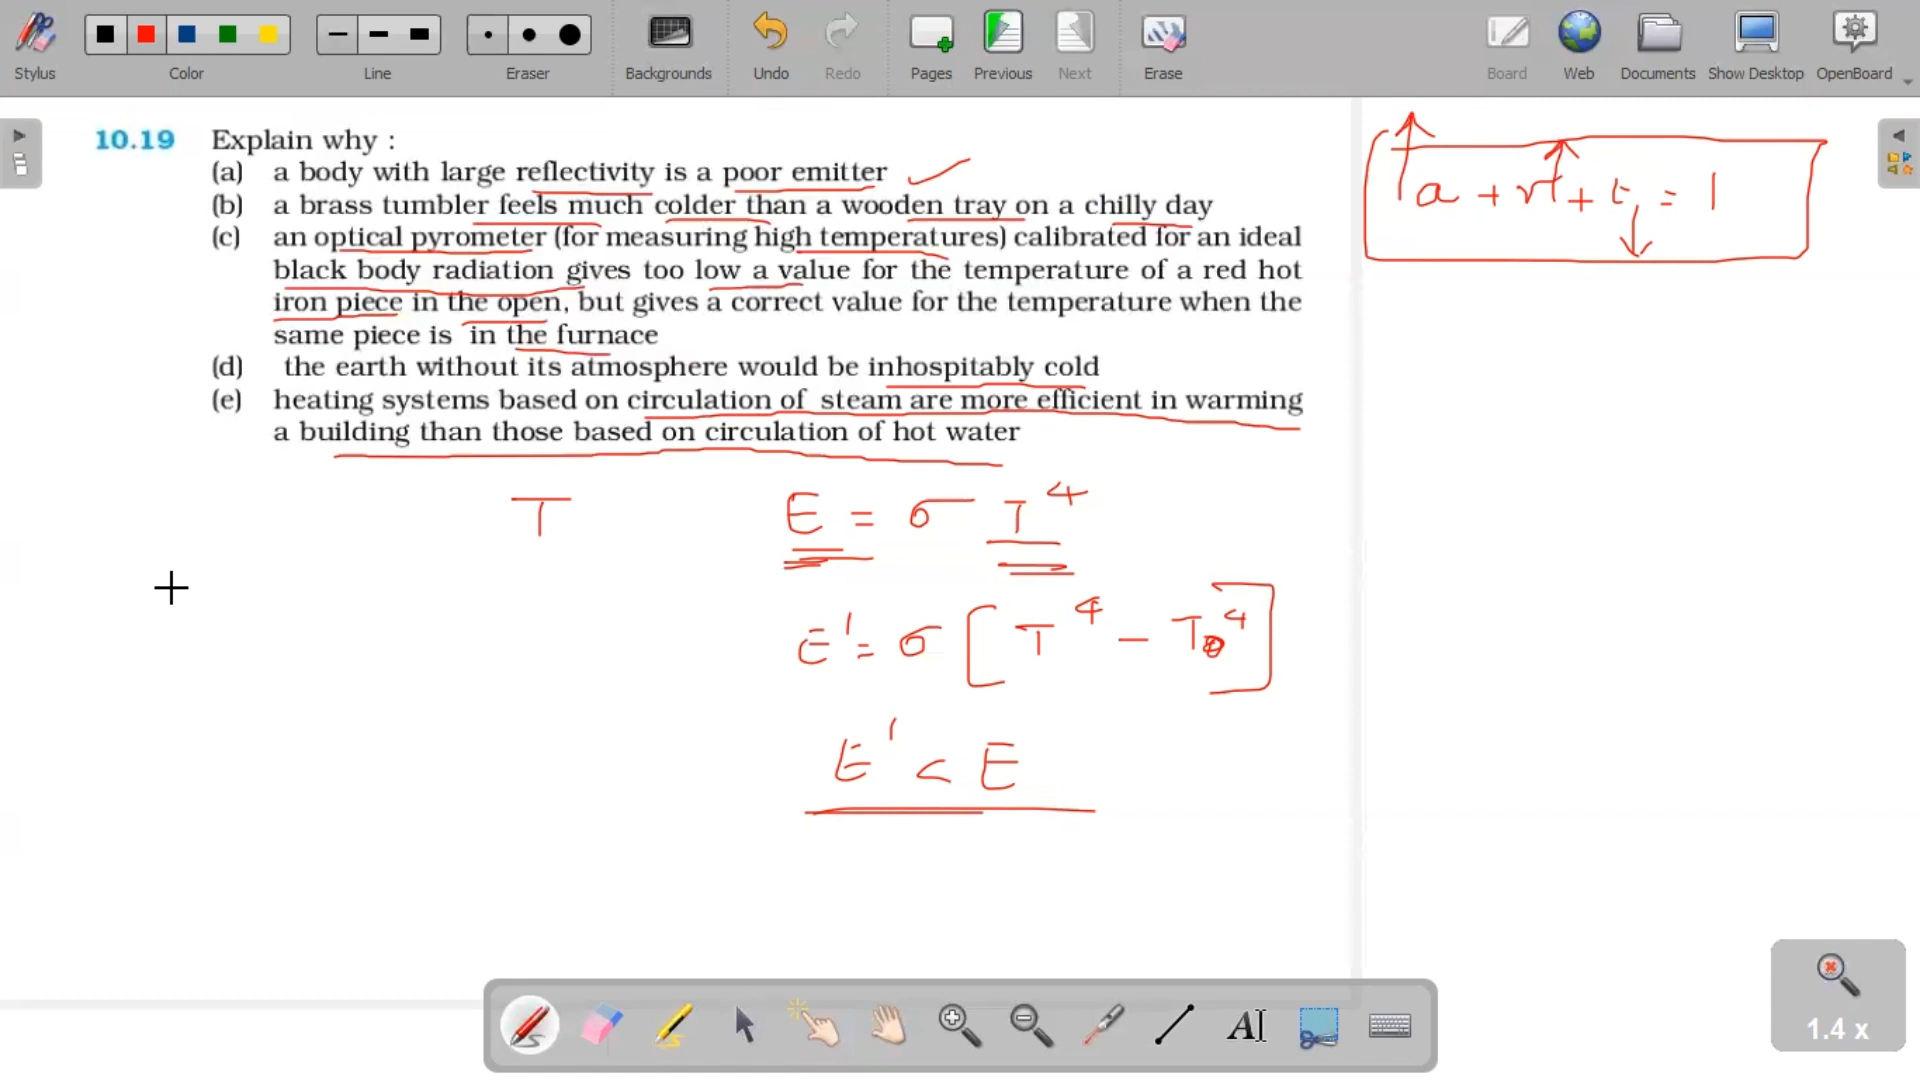 Stylus Color Line Eraser Backgrounds Undo Redo Pages Previous Next Erase Board Web Documents Show Desktop OpenBoard
10.19 Explain why :
(a) a body with large reflectivity is a poor emitter
(b) a brass tumbler feels much colder than a wooden tray on a chilly day
(c) an optical pyrometer (for measuring high temperatures) calibrated for an ideal
black body radiation gives too low a value for the temperature of a red hot
iron piece in the open, but gives a correct value for the temperature when the
same piece is in the furnace
(d) the earth without its atmosphere would be inhospitably cold
(e) heating systems based on circulation of steam are more efficient in warming
a building than those based on circulation of hot water
a + r + t = 1
T
E = σ T⁴
E' = σ [ T⁴ - T₀⁴ ]
E' < E
1.4 x